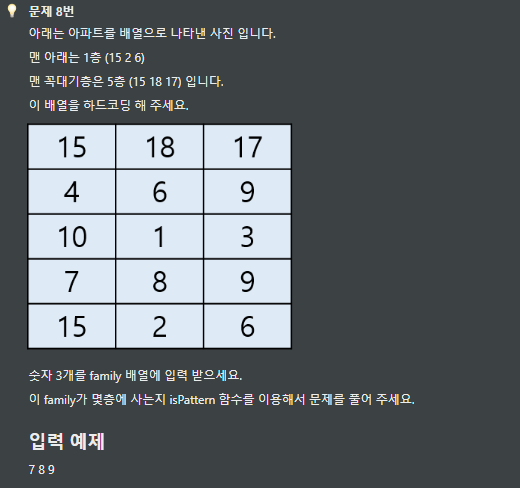 문제 8번
아래는 아파트를 배열으로 나타낸 사진 입니다.
맨 아래는 1층 (15 2 6)
맨 꼭대기층은 5층 (15 18 17) 입니다.
이 배열을 하드코딩 해 주세요.
15 18 17
4 6 9
10 1 3
7 8 9
15 2 6
숫자 3개를 family 배열에 입력 받으세요.
이 family가 몇층에 사는지 isPattern 함수를 이용해서 문제를 풀어 주세요.
입력 예제
7 8 9